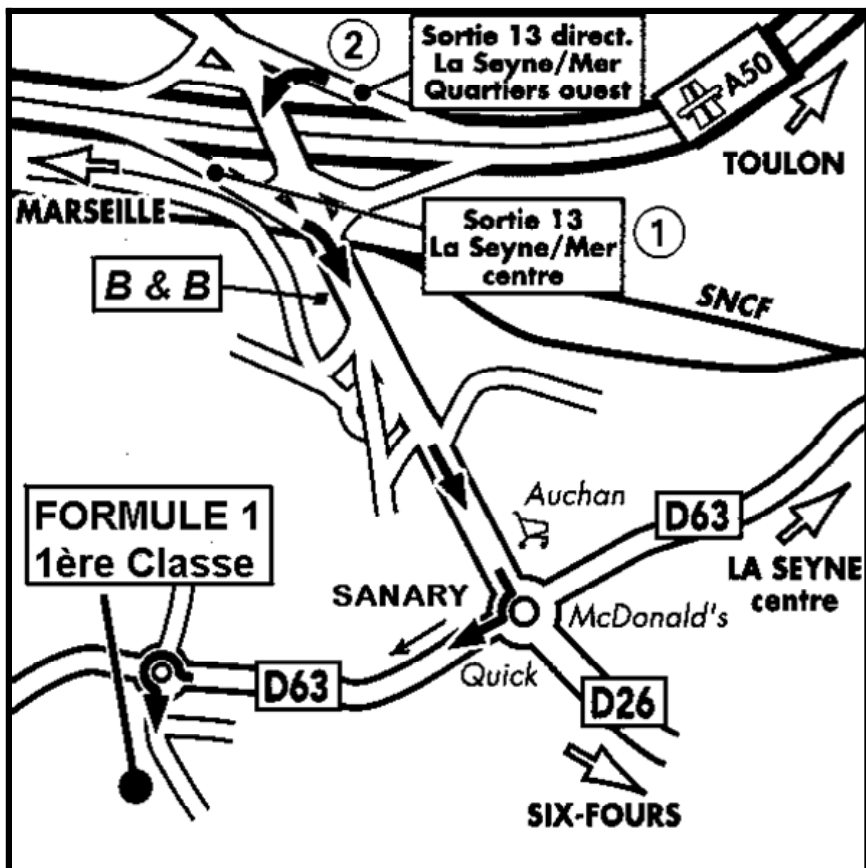 2
Sortie 13 direct.
La Seyne/Mer
Quartiers ouest
A50
TOULON
MARSEILLE
Sortie 13
La Seyne/Mer
centre
1
B & B
SNCF
Auchan
FORMULE 1
1ère Classe
D63
LA SEYNE
centre
SANARY
McDonald's
Quick
D63
D26
SIX-FOURS